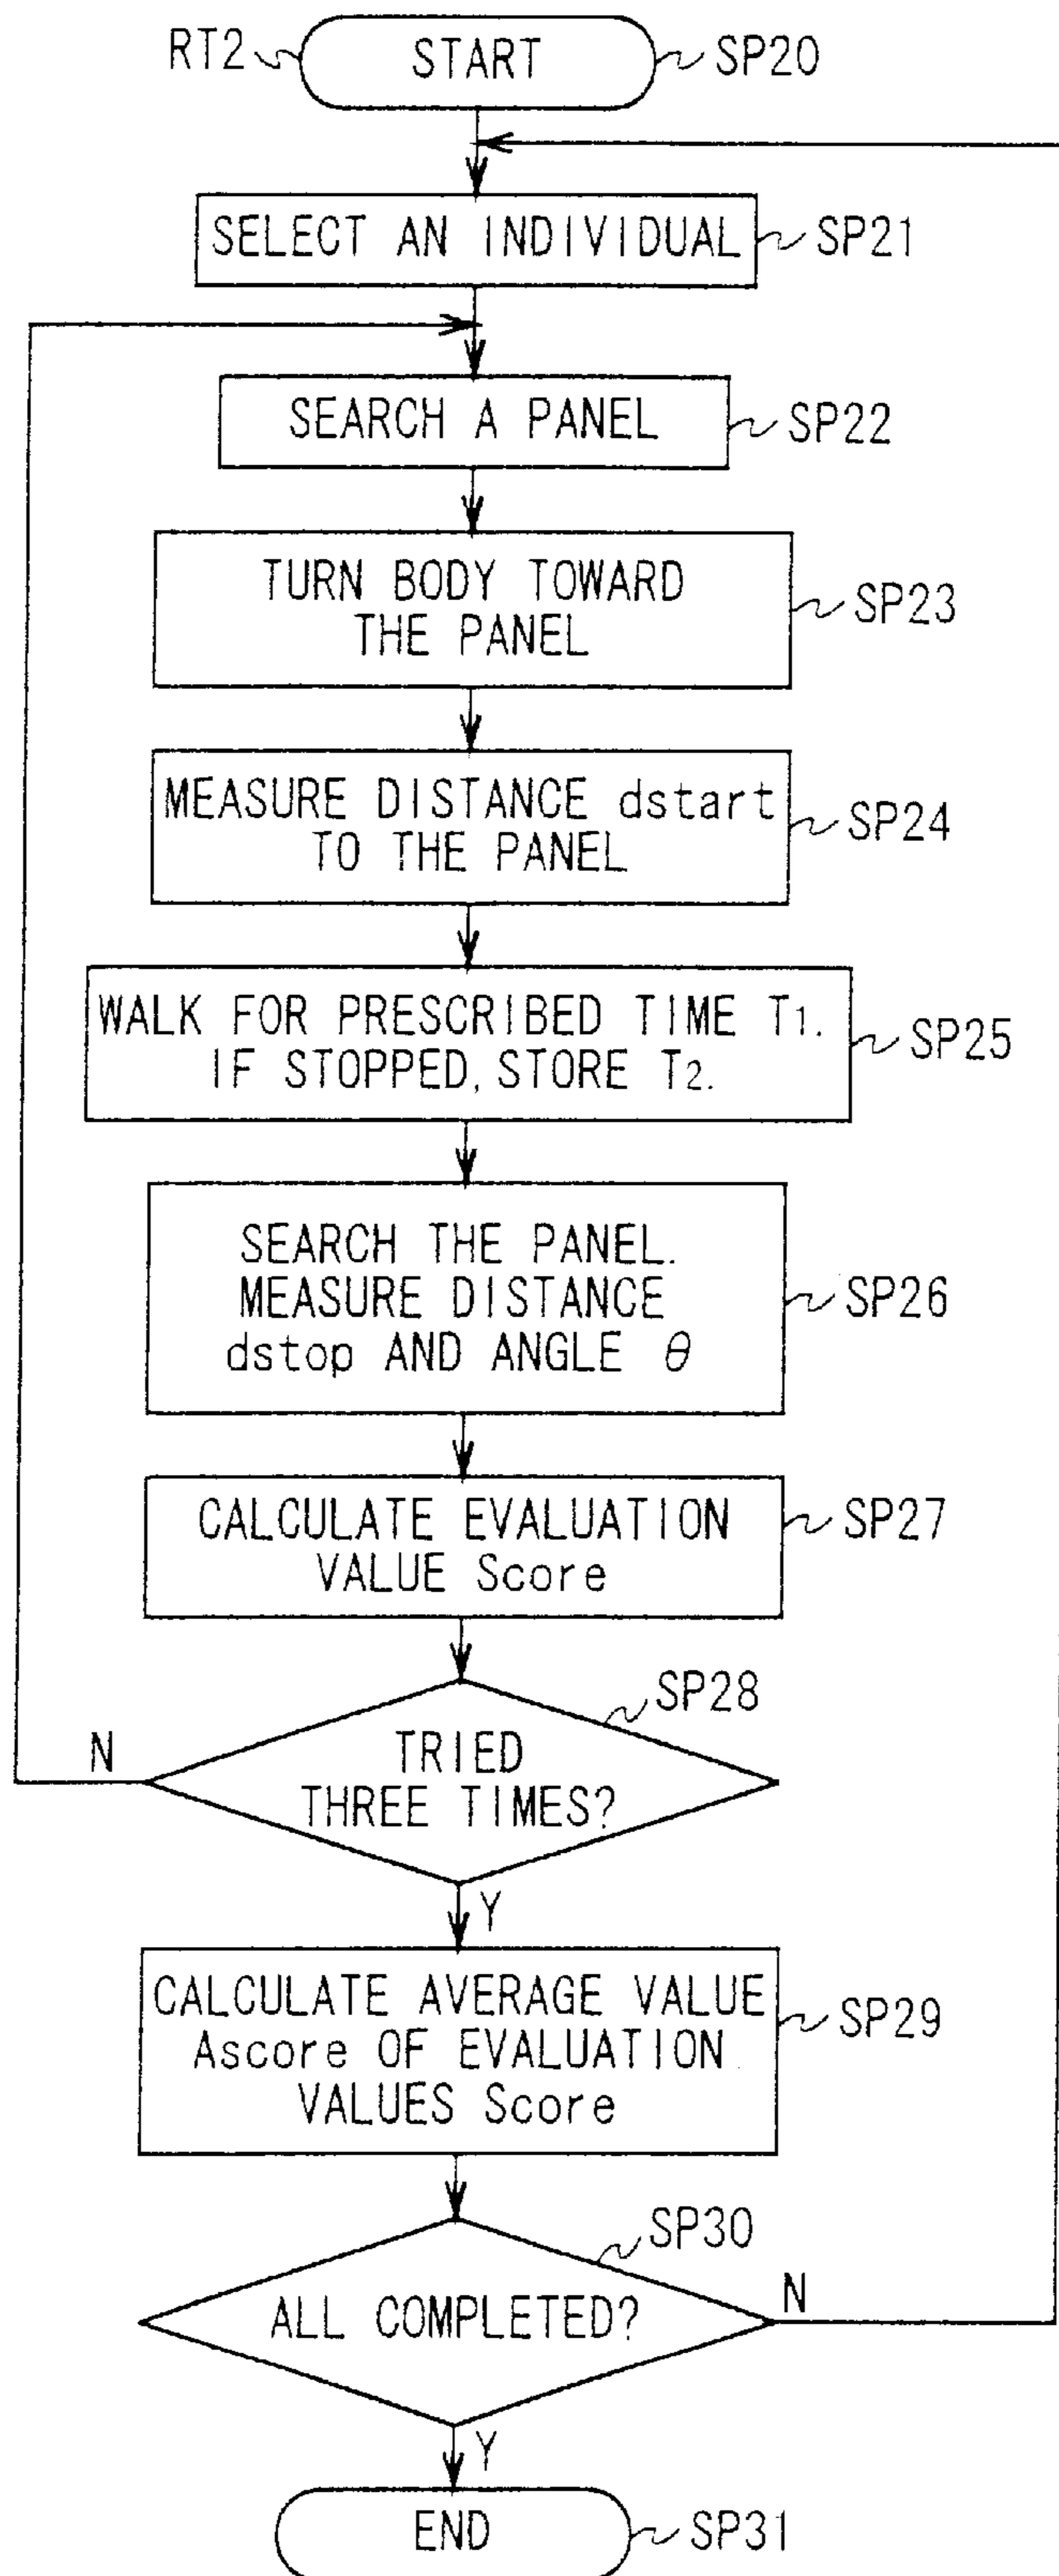 RT2
START
SP20
SELECT AN INDIVIDUAL
SP21
SEARCH A PANEL
SP22
TURN BODY TOWARD
THE PANEL
SP23
MEASURE DISTANCE dstart
TO THE PANEL
SP24
WALK FOR PRESCRIBED TIME T1.
IF STOPPED, STORE T2.
SP25
SEARCH THE PANEL.
MEASURE DISTANCE
dstop AND ANGLE θ
SP26
CALCULATE EVALUATION
VALUE Score
SP27
SP28
N
TRIED
THREE TIMES?
Y
CALCULATE AVERAGE VALUE
Ascore OF EVALUATION
VALUES Score
SP29
SP30
ALL COMPLETED?
N
Y
END
SP31